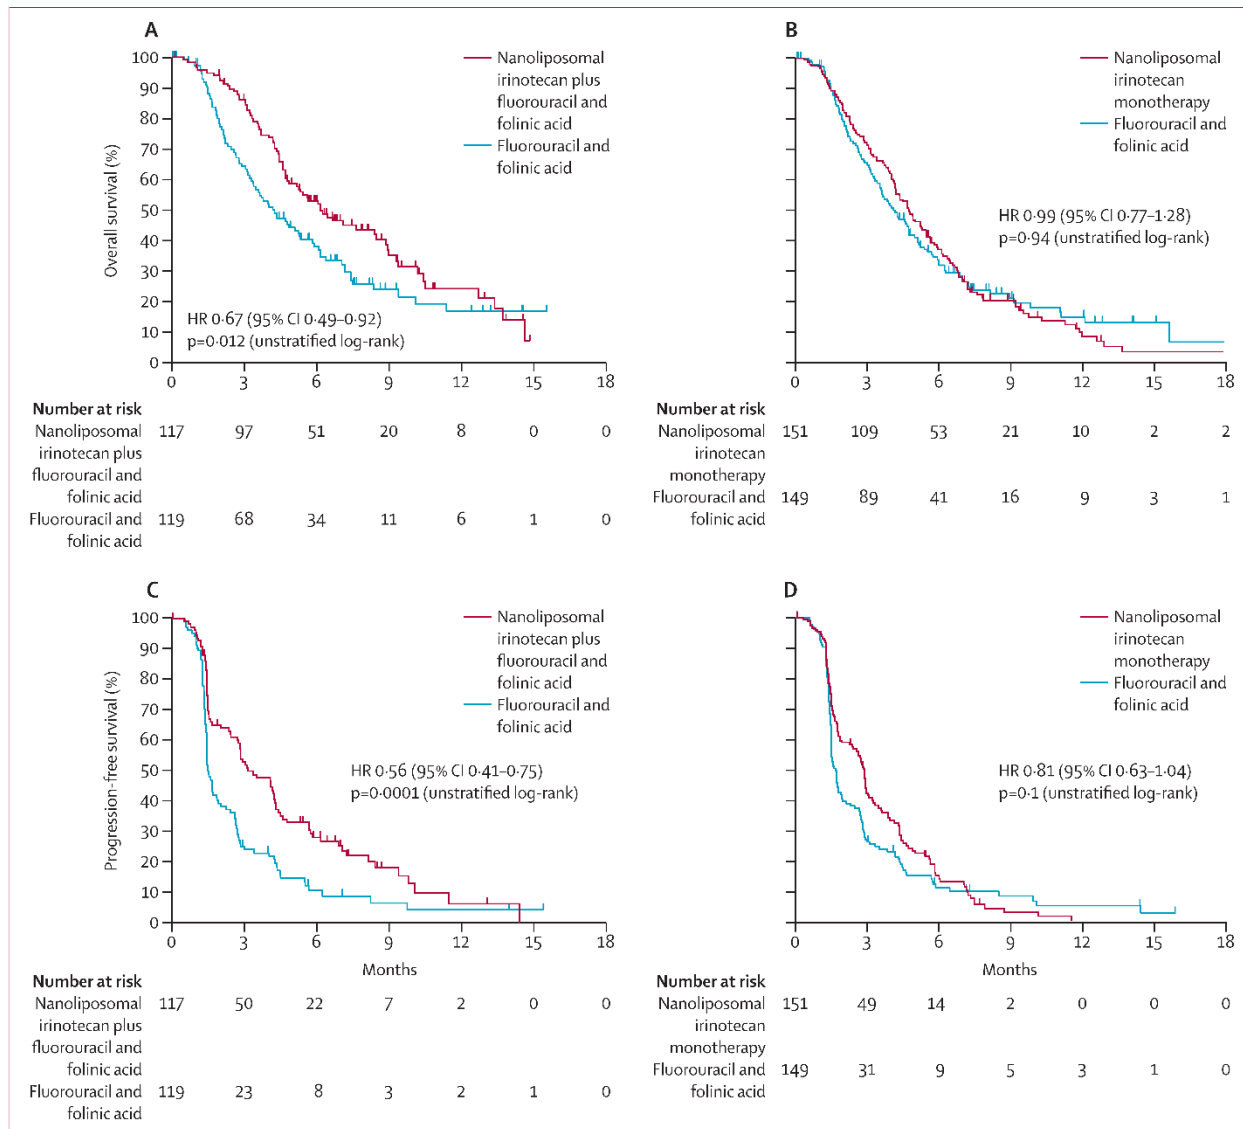 A
100
90
80
70
60
50
40
30
20
10
0
Overall survival (%)
Nanoliposomal
irinotecan plus
fluorouracil and
folinic acid
Fluorouracil and
folinic acid
HR 0·67 (95% CI 0·49–0·92)
p=0·012 (unstratified log-rank)
0 3 6 9 12 15 18
Number at risk
Nanoliposomal 117 97 51 20 8 0 0
irinotecan plus
fluorouracil and
folinic acid
Fluorouracil and 119 68 34 11 6 1 0
folinic acid
B
Nanoliposomal
irinotecan
monotherapy
Fluorouracil and
folinic acid
HR 0·99 (95% CI 0·77–1·28)
p=0·94 (unstratified log-rank)
0 3 6 9 12 15 18
Number at risk
Nanoliposomal 151 109 53 21 10 2 2
irinotecan
monotherapy
Fluorouracil and 149 89 41 16 9 3 1
folinic acid
C
100
90
80
70
60
50
40
30
20
10
0
Progression-free survival (%)
Nanoliposomal
irinotecan plus
fluorouracil and
folinic acid
Fluorouracil and
folinic acid
HR 0·56 (95% CI 0·41–0·75)
p=0·0001 (unstratified log-rank)
0 3 6 9 12 15 18
Months
Number at risk
Nanoliposomal 117 50 22 7 2 0 0
irinotecan plus
fluorouracil and
folinic acid
Fluorouracil and 119 23 8 3 2 1 0
folinic acid
D
Nanoliposomal
irinotecan
monotherapy
Fluorouracil and
folinic acid
HR 0·81 (95% CI 0·63–1·04)
p=0·1 (unstratified log-rank)
0 3 6 9 12 15 18
Months
Number at risk
Nanoliposomal 151 49 14 2 0 0 0
irinotecan
monotherapy
Fluorouracil and 149 31 9 5 3 1 0
folinic acid